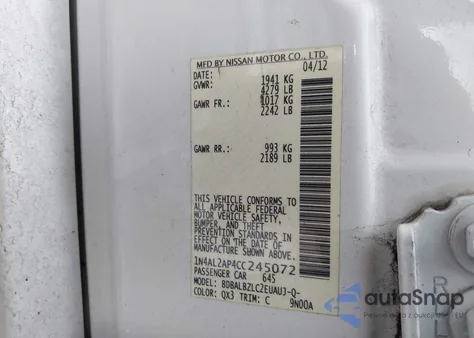 MFD BY NISSAN MOTOR CO., LTD.
DATE: 04/12
GVWR: 1941 KG
4279 LB
GAWR FR.: 1017 KG
2242 LB
GAWR RR.: 993 KG
2189 LB
THIS VEHICLE CONFORMS TO
ALL APPLICABLE FEDERAL
MOTOR VEHICLE SAFETY,
BUMPER, AND THEFT
PREVENTION STANDARDS IN
EFFECT ON THE DATE OF
MANUFACTURE SHOWN ABOVE.
1N4AL2AP4CC245072
PASSENGER CAR 645
MODEL: BDBALBZLC2EUAUJ-Q-
COLOR: QX3 TRIM: C 9N00A
autoSnap